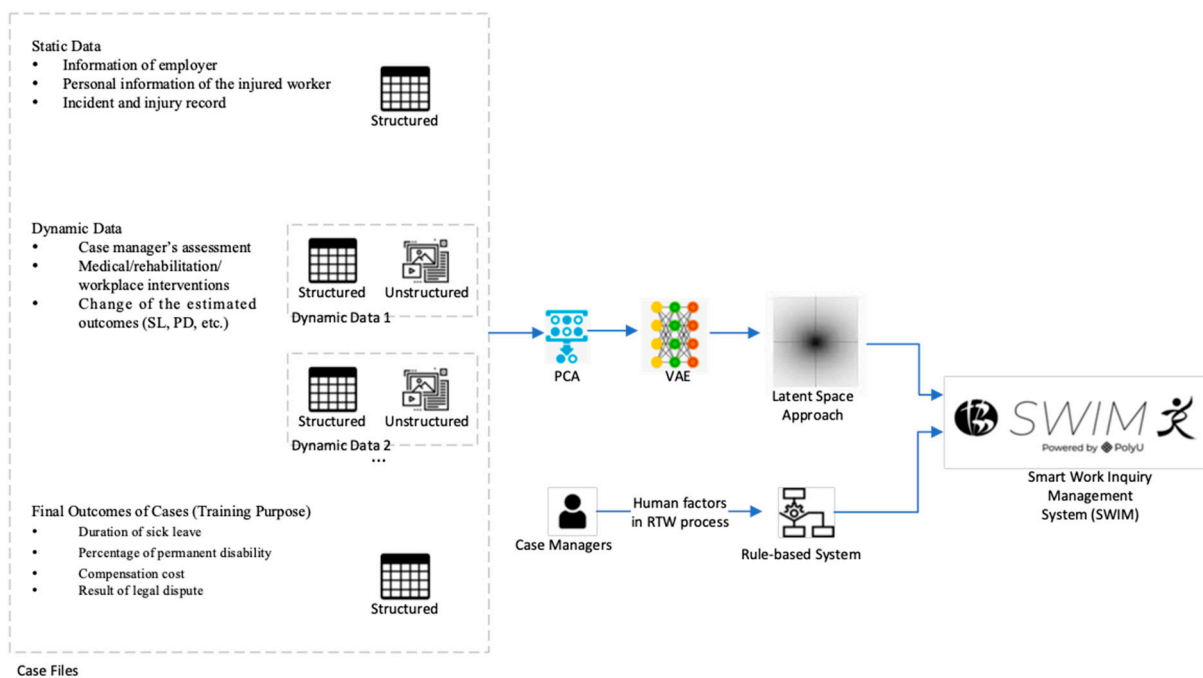 Static Data
• Information of employer
• Personal information of the injured worker
• Incident and injury record
Structured
Dynamic Data
• Case manager's assessment
• Medical/rehabilitation/
workplace interventions
• Change of the estimated
outcomes (SL, PD, etc.)
Structured
Unstructured
Dynamic Data 1
Structured
Unstructured
Dynamic Data 2
...
Final Outcomes of Cases (Training Purpose)
• Duration of sick leave
• Percentage of permanent disability
• Compensation cost
• Result of legal dispute
Structured
Case Files
PCA
VAE
Latent Space
Approach
Case Managers
Human factors
in RTW process
Rule-based System
SWIM
Powered by PolyU
Smart Work Inquiry
Management
System (SWIM)